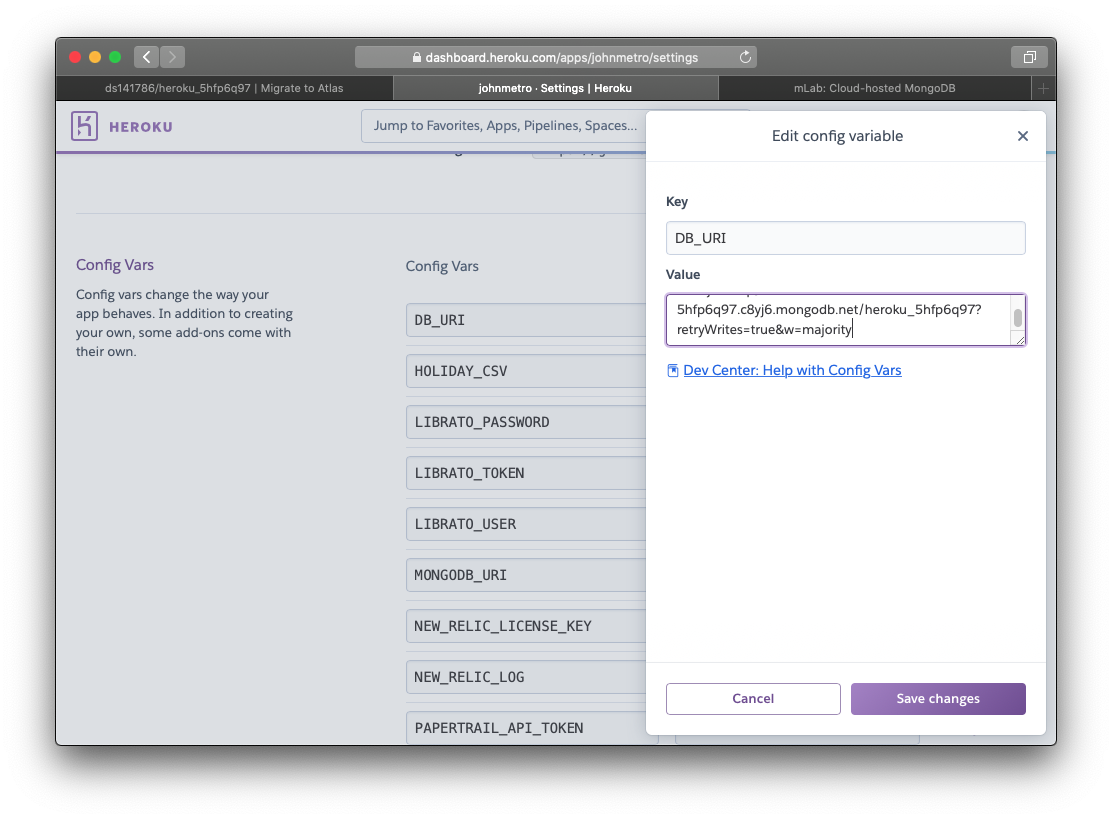 dashboard.heroku.com/apps/johnmetro/settings
ds141786/heroku_5hfp6q97 | Migrate to Atlas
johnmetro · Settings | Heroku
mLab: Cloud-hosted MongoDB
HEROKU
Jump to Favorites, Apps, Pipelines, Spaces...
Edit config variable
Key
DB_URI
Value
5hfp6q97.c8yj6.mongodb.net/heroku_5hfp6q97?
retryWrites=true&w=majority
Dev Center: Help with Config Vars
Cancel
Save changes
Config Vars
Config vars change the way your
app behaves. In addition to creating
your own, some add-ons come with
their own.
Config Vars
DB_URI
HOLIDAY_CSV
LIBRATO_PASSWORD
LIBRATO_TOKEN
LIBRATO_USER
MONGODB_URI
NEW_RELIC_LICENSE_KEY
NEW_RELIC_LOG
PAPERTRAIL_API_TOKEN